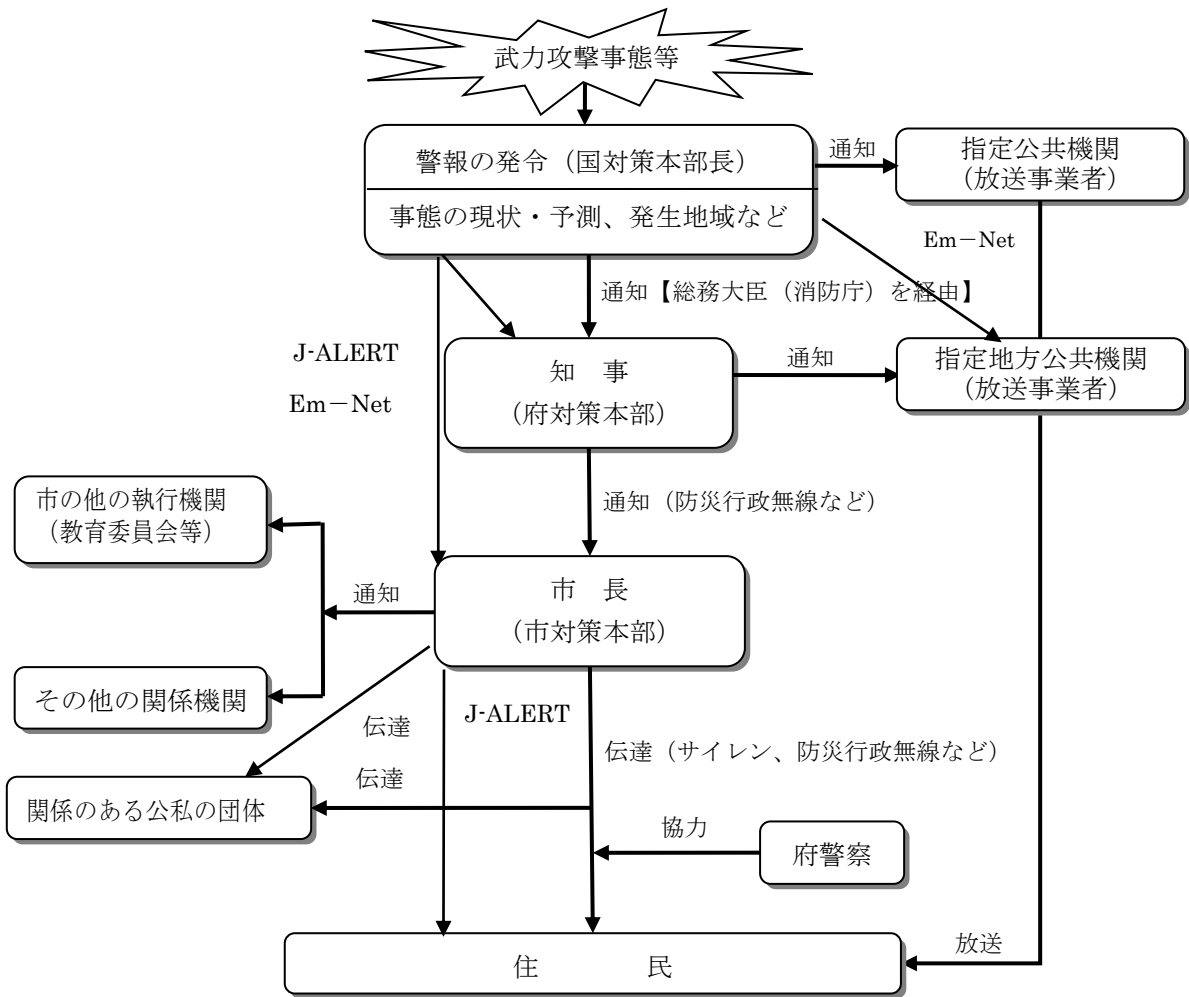 武力攻撃事態等
警報の発令（国対策本部長）
事態の現状・予測、発生地域など
通知
指定公共機関
（放送事業者）
Em－Net
通知【総務大臣（消防庁）を経由】
J-ALERT
Em－Net
知　事
（府対策本部）
通知
指定地方公共機関
（放送事業者）
通知（防災行政無線など）
市の他の執行機関
（教育委員会等）
通知
市　長
（市対策本部）
その他の関係機関
伝達
J-ALERT
伝達（サイレン、防災行政無線など）
伝達
関係のある公私の団体
協力
府警察
放送
住　　　　民